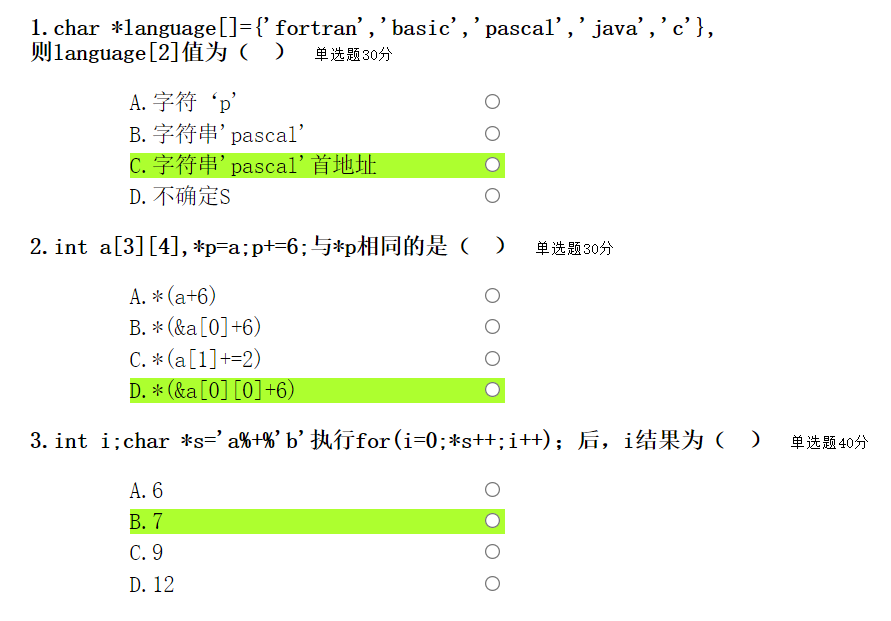 1.char *language[]={'fortran','basic','pascal','java','c'},
则language[2]值为（ ） 单选题30分
A.字符‘p’
B.字符串'pascal'
C.字符串'pascal'首地址
D.不确定S
2.int a[3][4],*p=a;p+=6;与*p相同的是（ ） 单选题30分
A.*(a+6)
B.*(&a[0]+6)
C.*(a[1]+=2)
D.*(&a[0][0]+6)
3.int i;char *s='a%+%'b'执行for(i=0;*s++;i++); 后，i结果为（ ） 单选题40分
A.6
B.7
C.9
D.12